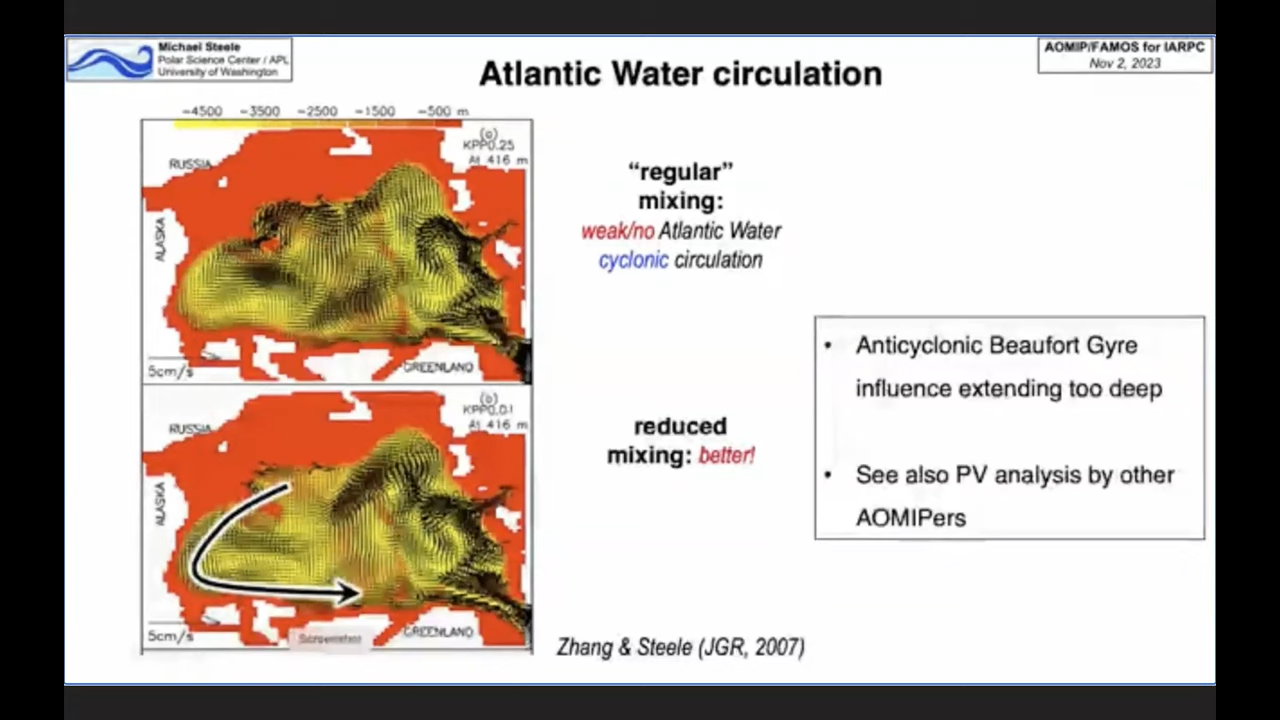 Michael Steele
Polar Science Center / APL
University of Washington
AOMIP/FAMOS for IARPC
Nov 2, 2023
Atlantic Water circulation
−4500 −3500 −2500 −1500 −500 m
(a)
KPP0.25
At 416 m
RUSSIA
ALASKA
GREENLAND
5cm/s
"regular"
mixing:
weak/no Atlantic Water
cyclonic circulation
(b)
KPP0.01
At 416 m
RUSSIA
ALASKA
GREENLAND
5cm/s
Screenshot
reduced
mixing: better!
• Anticyclonic Beaufort Gyre
influence extending too deep
• See also PV analysis by other
AOMIPers
Zhang & Steele (JGR, 2007)